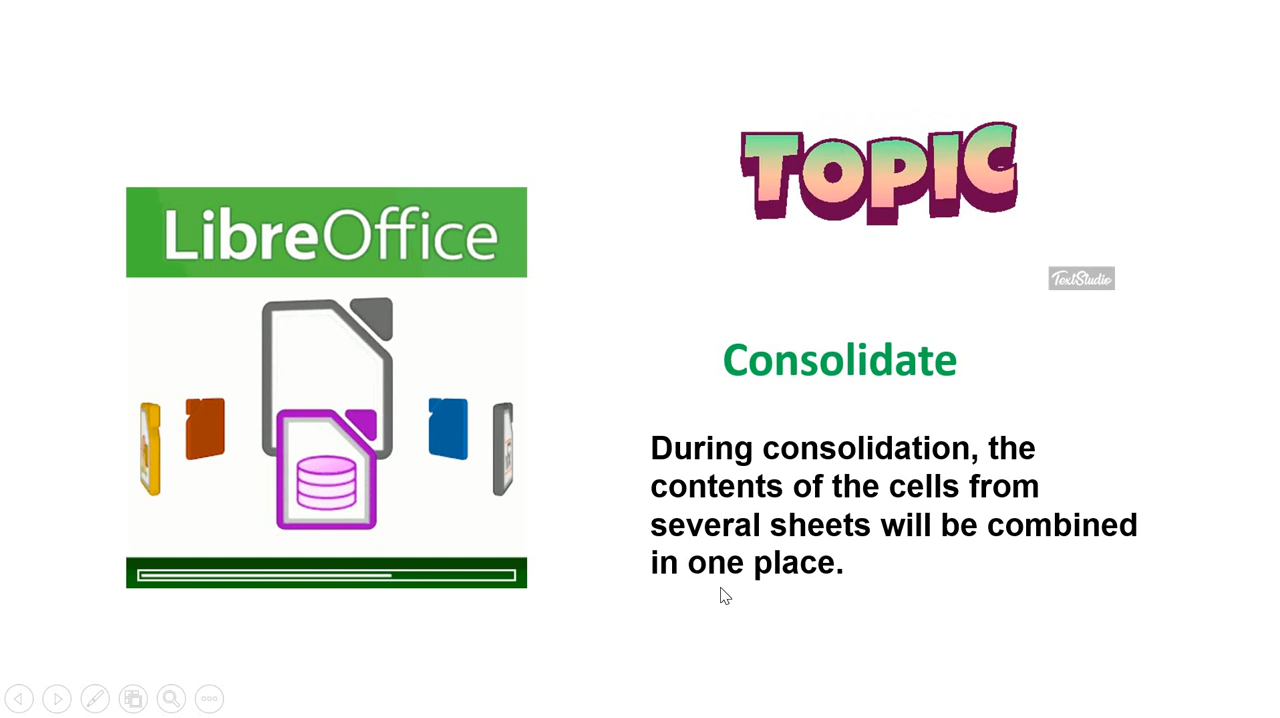 LibreOffice
TOPIC
TextStudio
Consolidate
During consolidation, the
contents of the cells from
several sheets will be combined
in one place.